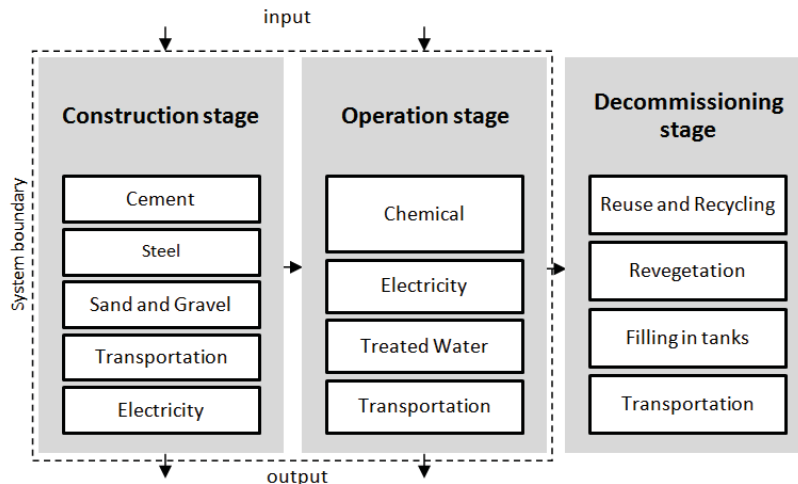 input
System boundary
Construction stage
Cement
Steel
Sand and Gravel
Transportation
Electricity
Operation stage
Chemical
Electricity
Treated Water
Transportation
Decommissioning
stage
Reuse and Recycling
Revegetation
Filling in tanks
Transportation
output